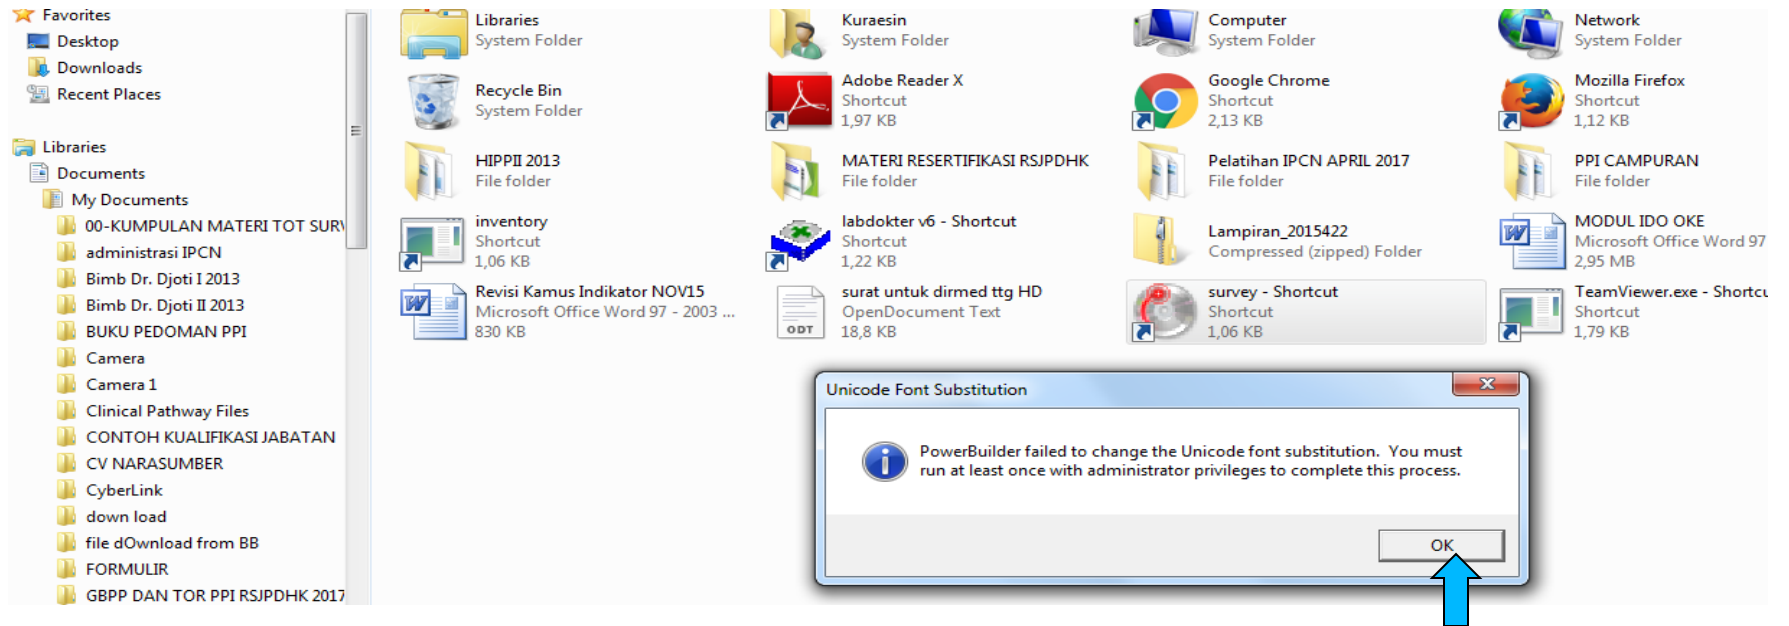 Favorites
Desktop
Downloads
Recent Places
Libraries
Documents
My Documents
00-KUMPULAN MATERI TOT SURV
administrasi IPCN
Bimb Dr. Djoti I 2013
Bimb Dr. Djoti II 2013
BUKU PEDOMAN PPI
Camera
Camera 1
Clinical Pathway Files
CONTOH KUALIFIKASI JABATAN
CV NARASUMBER
CyberLink
down load
file dOwnload from BB
FORMULIR
GBPP DAN TOR PPI RSJPDHK 2017
Libraries
System Folder
Kuraesin
System Folder
Computer
System Folder
Network
System Folder
Recycle Bin
System Folder
Adobe Reader X
Shortcut
1,97 KB
Google Chrome
Shortcut
2,13 KB
Mozilla Firefox
Shortcut
1,12 KB
HIPPII 2013
File folder
MATERI RESERTIFIKASI RSJPDHK
File folder
Pelatihan IPCN APRIL 2017
File folder
PPI CAMPURAN
File folder
inventory
Shortcut
1,06 KB
labdokter v6 - Shortcut
Shortcut
1,22 KB
Lampiran_2015422
Compressed (zipped) Folder
MODUL IDO OKE
Microsoft Office Word 97
2,95 MB
Revisi Kamus Indikator NOV15
Microsoft Office Word 97 - 2003 ...
830 KB
ODT
surat untuk dirmed ttg HD
OpenDocument Text
18,8 KB
survey - Shortcut
Shortcut
1,06 KB
TeamViewer.exe - Shortcu
Shortcut
1,79 KB
Unicode Font Substitution
PowerBuilder failed to change the Unicode font substitution. You must
run at least once with administrator privileges to complete this process.
OK